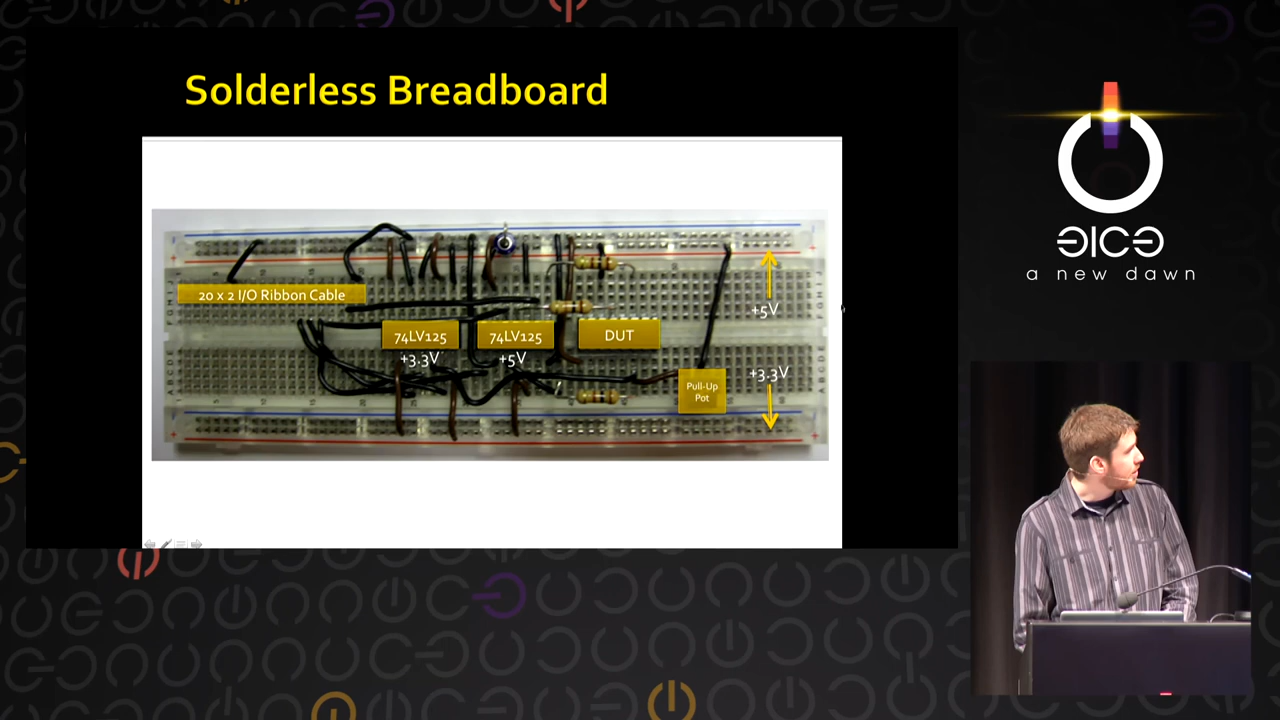 Solderless Breadboard
20 x 2 I/O Ribbon Cable
74LV125
+3.3V
74LV125
+5V
DUT
Pull-Up
Pot
+5V
+3.3V
a new dawn